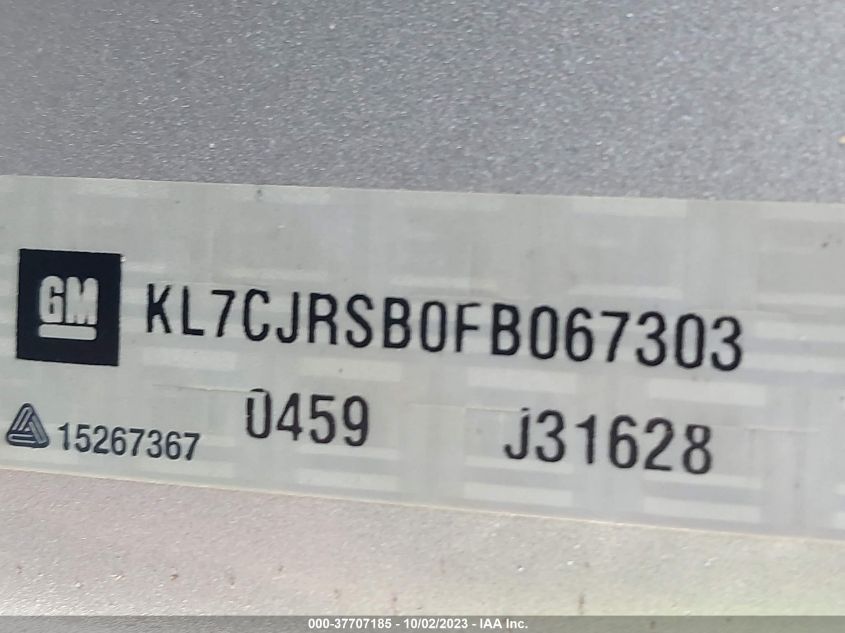 GM KL7CJRSB0FB067303
15267367 0459 J31628
000-37707185 - 10/02/2023 - IAA Inc.